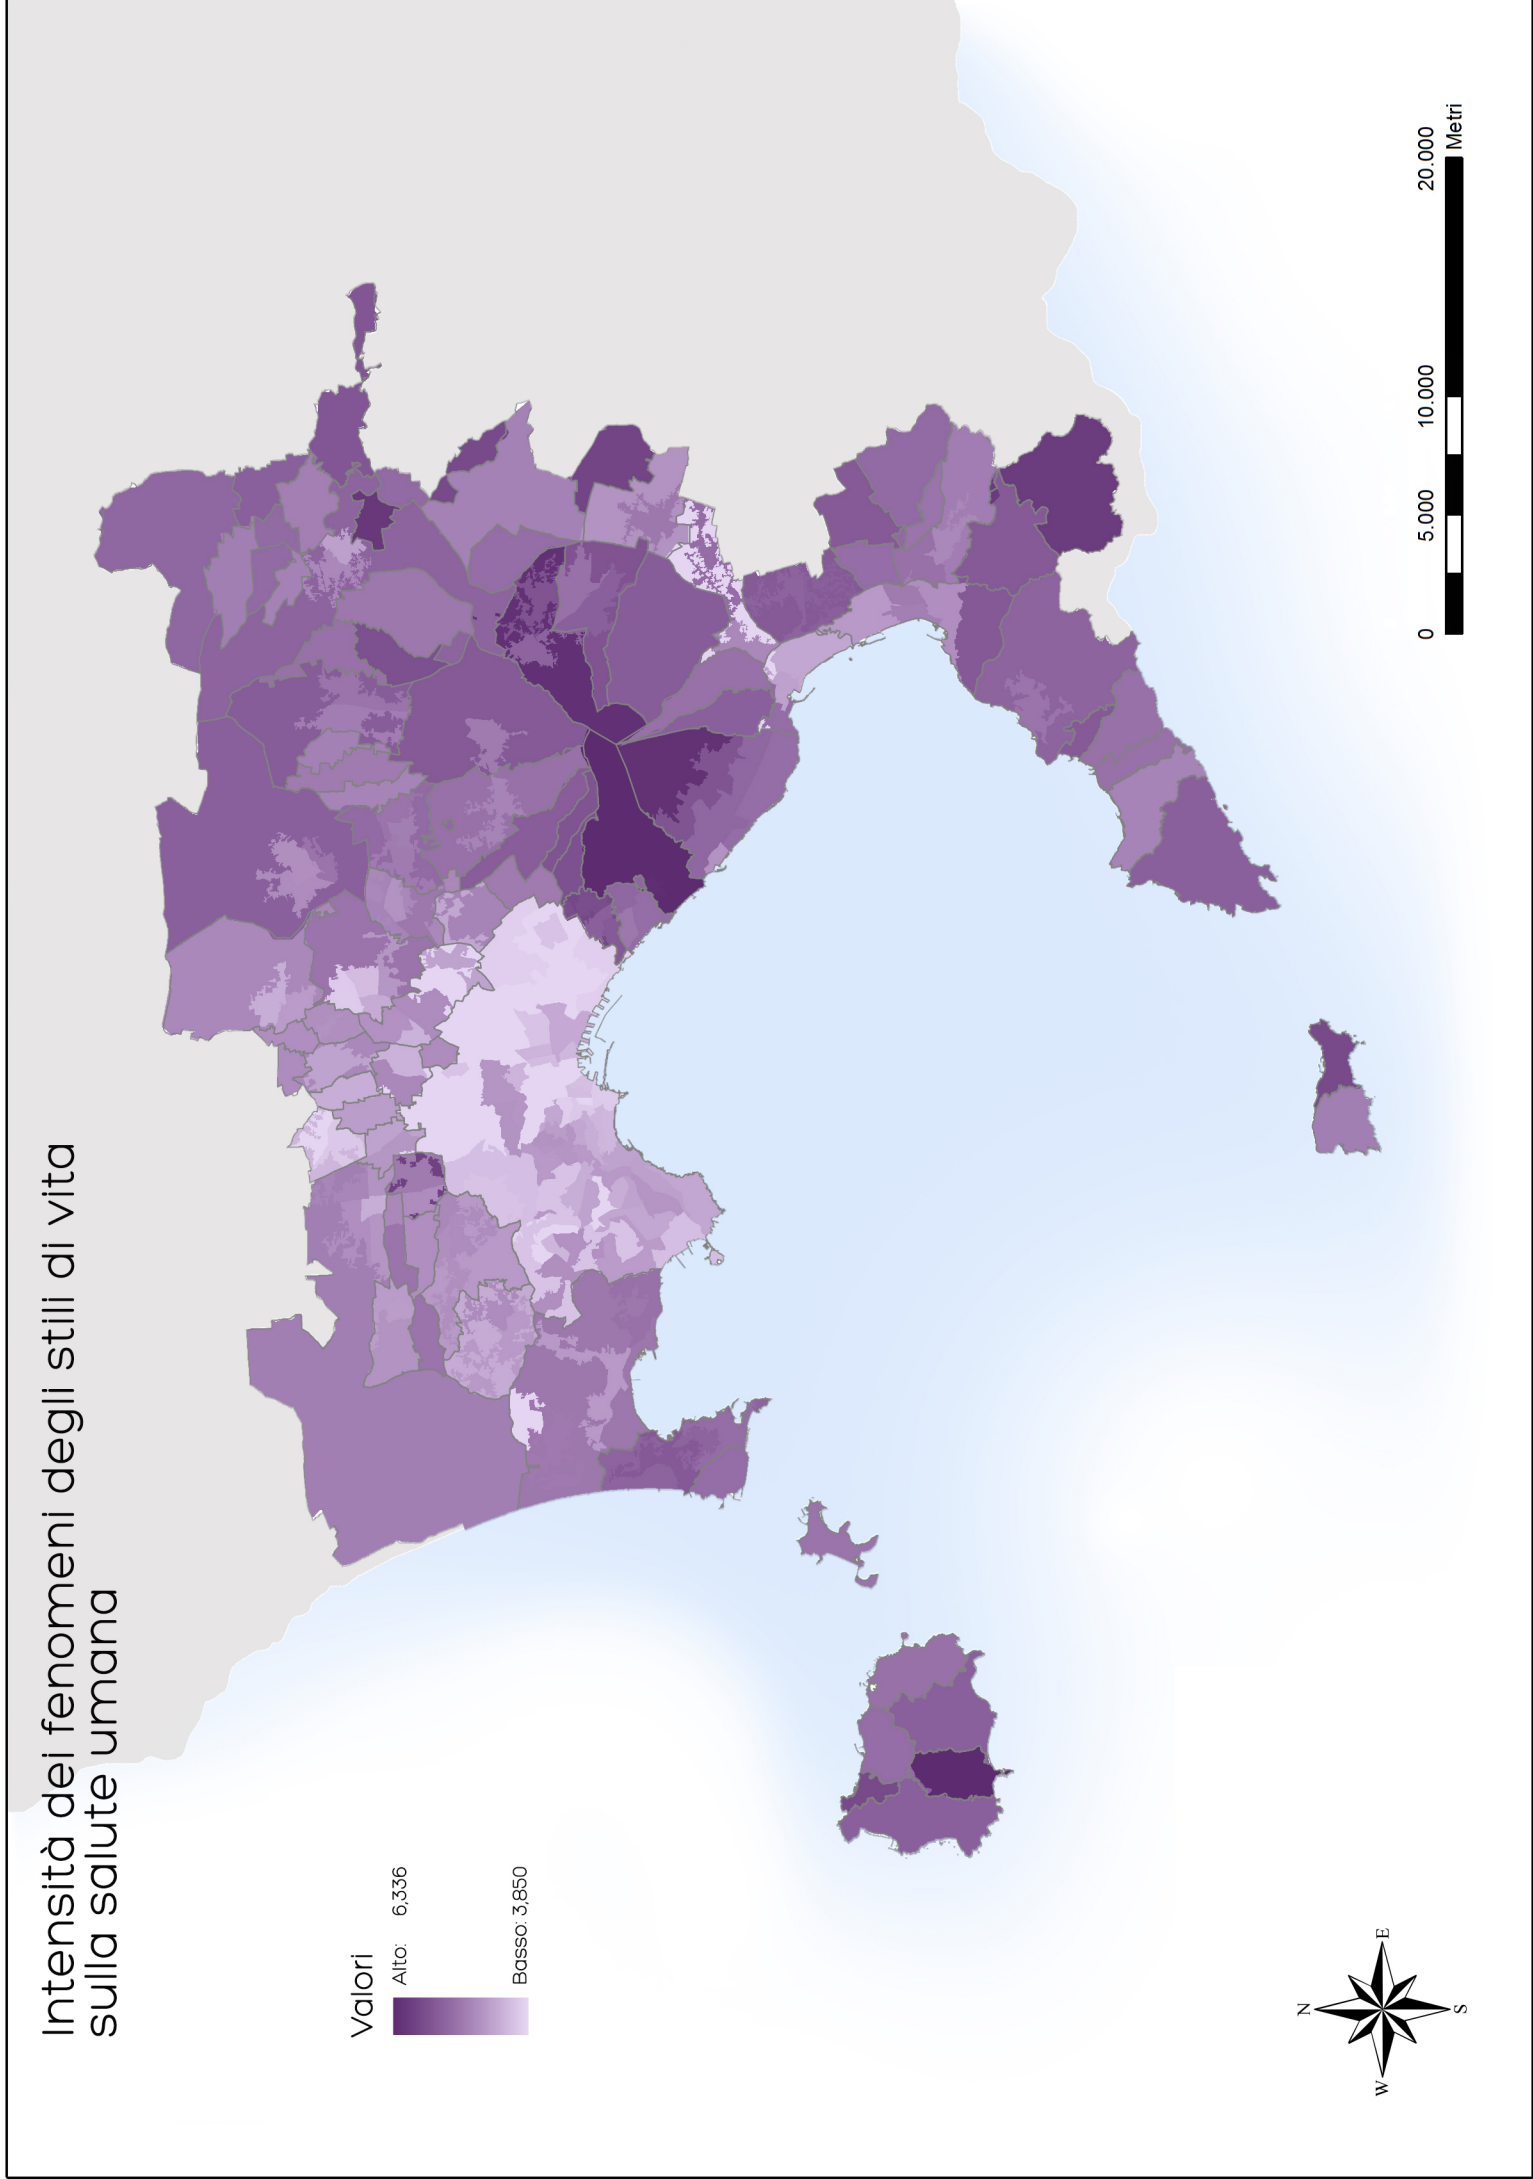 Intensità dei fenomeni degli stili di vita
sulla salute umana
Valori
Alto: 6,336
Basso: 3,850
N
W E
S
0 5.000 10.000 20.000
Metri